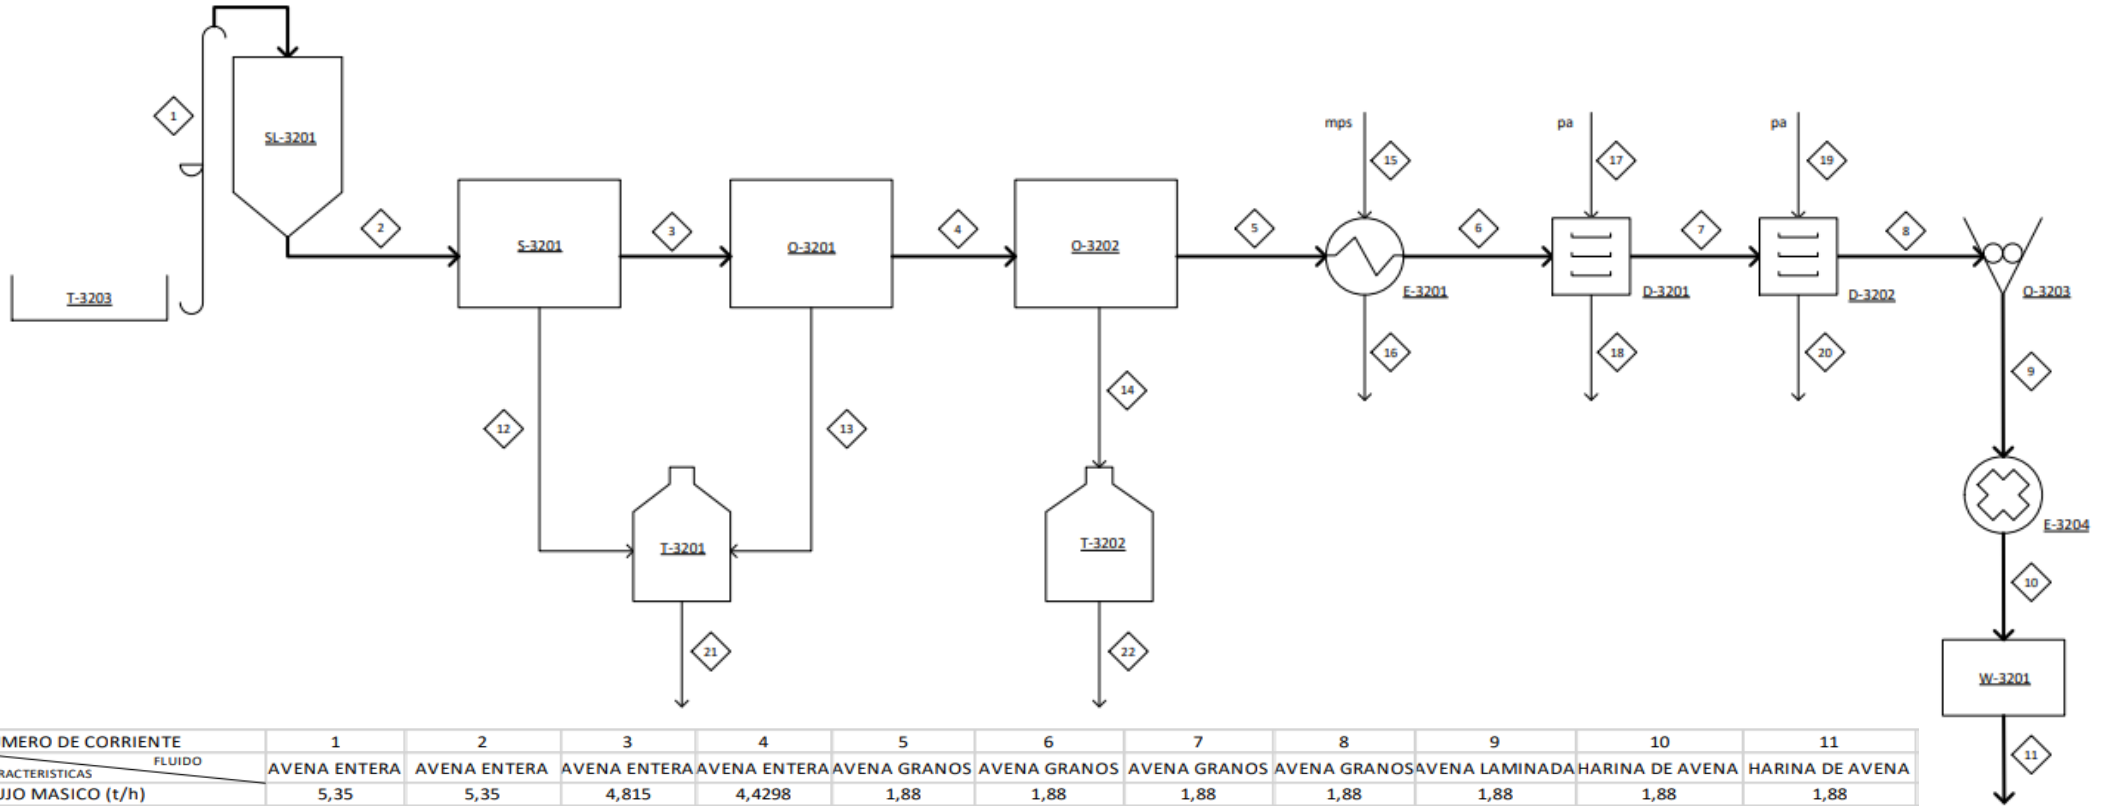 1
SL-3201
T-3203
2
S-3201
3
O-3201
4
O-3202
5
mps
15
E-3201
16
6
pa
17
D-3201
18
7
pa
19
D-3202
20
8
O-3203
9
E-3204
10
W-3201
11
12
13
14
T-3201
T-3202
21
22
MERO DE CORRIENTE 1 2 3 4 5 6 7 8 9 10 11
FLUIDO
RACTERISTICAS AVENA ENTERA AVENA ENTERA AVENA ENTERA AVENA ENTERA AVENA GRANOS AVENA GRANOS AVENA GRANOS AVENA GRANOS AVENA LAMINADA HARINA DE AVENA HARINA DE AVENA
UJO MASICO (t/h) 5,35 5,35 4,815 4,4298 1,88 1,88 1,88 1,88 1,88 1,88 1,88